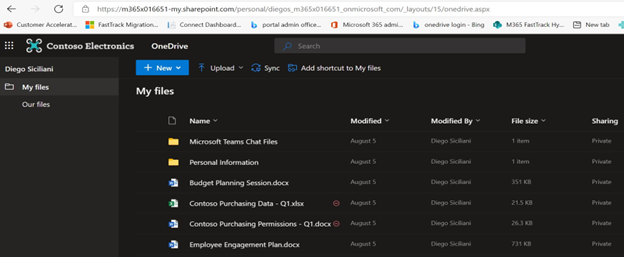 https://m365x016651-my.sharepoint.com/personal/diegos_m365x016651_onmicrosoft_com/_layouts/15/onedrive.aspx
Customer Accelerat... FastTrack Migration... Connect Dashboard... portal admin office... Microsoft 365 admi... onedrive login - Bing M365 FastTrack Hy... New tab
Contoso Electronics OneDrive Search
Diego Siciliani
My files
Our files
New Upload Sync Add shortcut to My files
My files
Name Modified Modified By File size Sharing
Microsoft Teams Chat Files August 5 Diego Siciliani 1 item Private
Personal Information August 5 Diego Siciliani 1 item Private
Budget Planning Session.docx August 5 Diego Siciliani 351 KB Private
Contoso Purchasing Data - Q1.xlsx August 5 Diego Siciliani 21.5 KB Private
Contoso Purchasing Permissions - Q1.docx August 5 Diego Siciliani 26.3 KB Private
Employee Engagement Plan.docx August 5 Diego Siciliani 731 KB Private